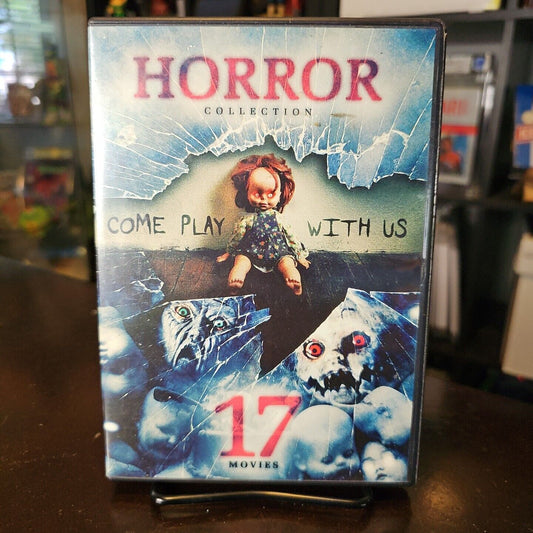 HORROR
COLLECTION
COME PLAY WITH US
17
MOVIES